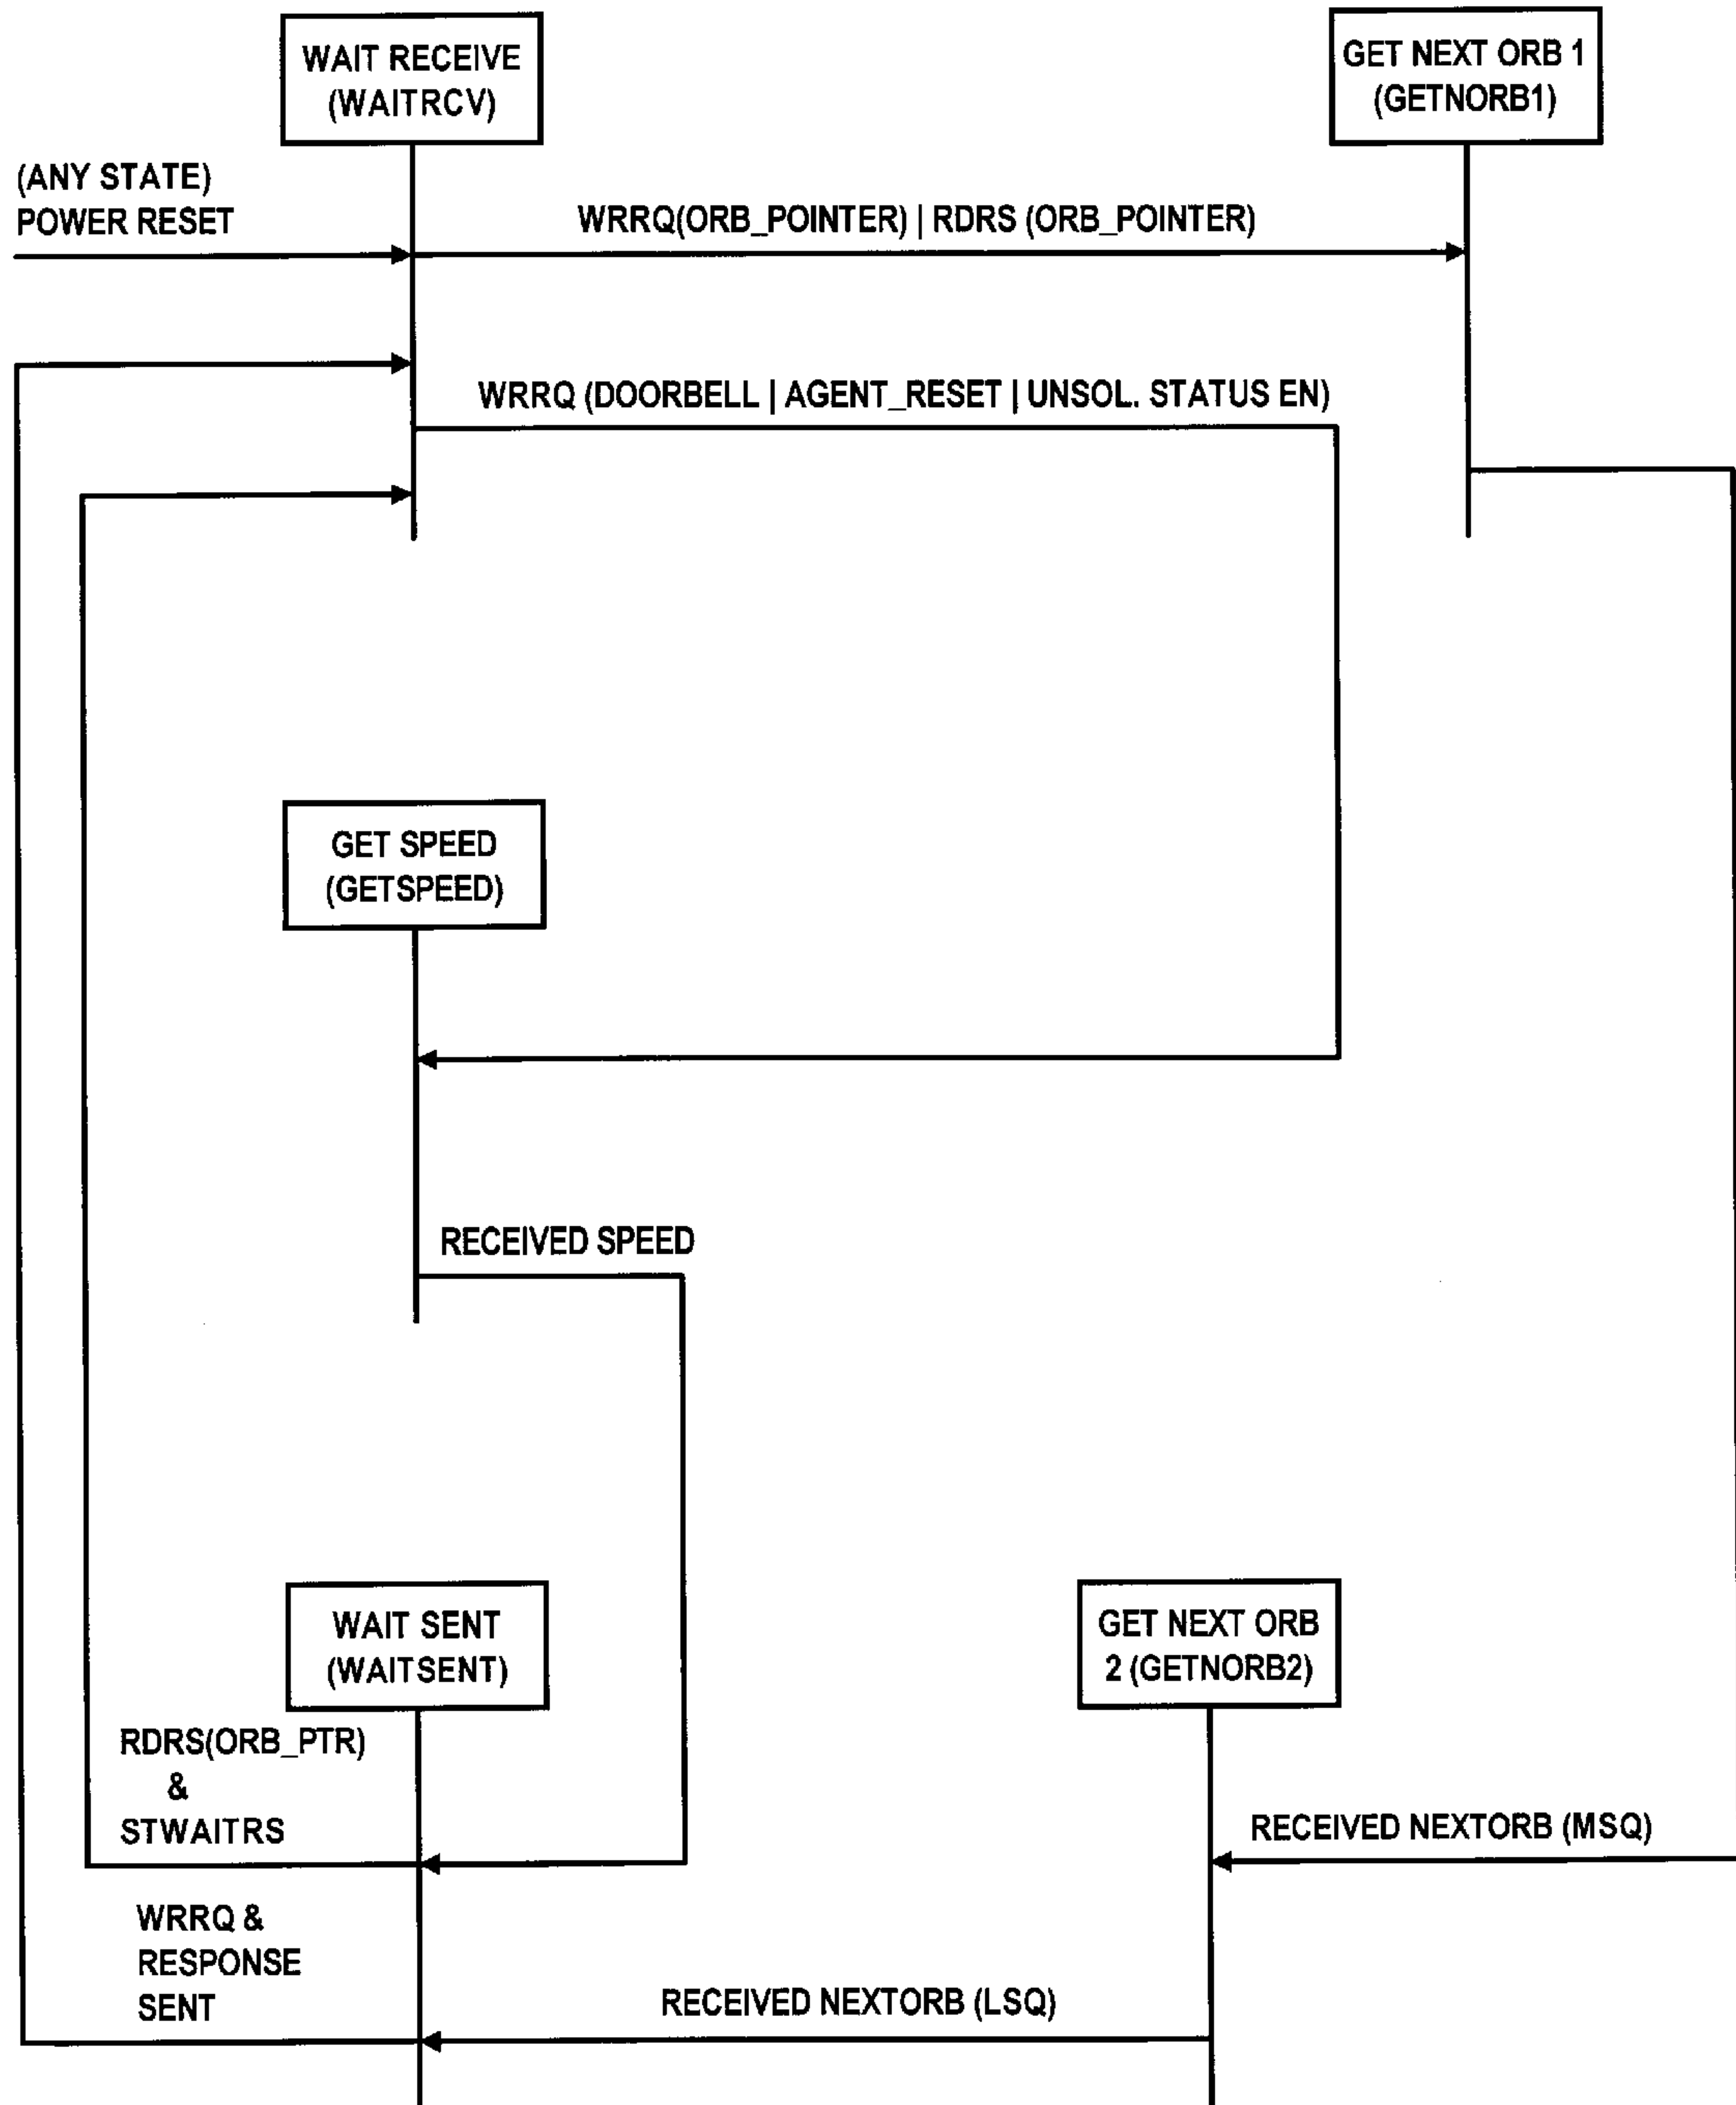 WAIT RECEIVE
(WAITRCV)
GET NEXT ORB 1
(GETNORB1)
(ANY STATE)
POWER RESET
WRRQ(ORB_POINTER) | RDRS (ORB_POINTER)
WRRQ (DOORBELL | AGENT_RESET | UNSOL. STATUS EN)
GET SPEED
(GETSPEED)
RECEIVED SPEED
WAIT SENT
(WAITSENT)
GET NEXT ORB
2 (GETNORB2)
RDRS(ORB_PTR)
&
STWAITRS
RECEIVED NEXTORB (MSQ)
WRRQ &
RESPONSE
SENT
RECEIVED NEXTORB (LSQ)